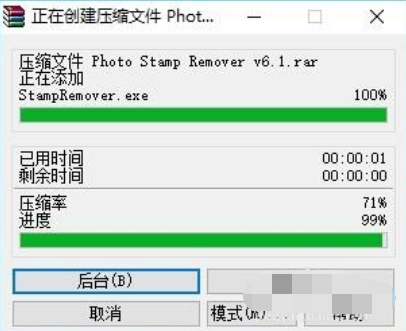 正在创建压缩文件 Phot...
压缩文件 Photo Stamp Remover v6.1.rar
正在添加
StampRemover.exe 100%
已用时间 00:00:01
剩余时间 00:00:00
压缩率 71%
进度 99%
后台(B)
取消 模式(M)...